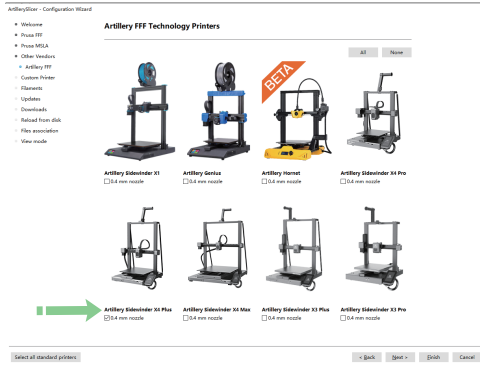 ArtillerySlicer - Configuration Wizard
Welcome
Prusa FFF
Prusa MSLA
Other Vendors
Artillery FFF
Custom Printer
Filaments
Updates
Downloads
Reload from disk
Files association
View mode
Artillery FFF Technology Printers
All None
BETA
Artillery Sidewinder X1 Artillery Genius Artillery Hornet Artillery Sidewinder X4 Pro
0.4 mm nozzle 0.4 mm nozzle 0.4 mm nozzle 0.4 mm nozzle
Artillery Sidewinder X4 Plus Artillery Sidewinder X4 Max Artillery Sidewinder X3 Plus Artillery Sidewinder X3 Pro
0.4 mm nozzle 0.4 mm nozzle 0.4 mm nozzle 0.4 mm nozzle
Select all standard printers < Back Next > Finish Cancel